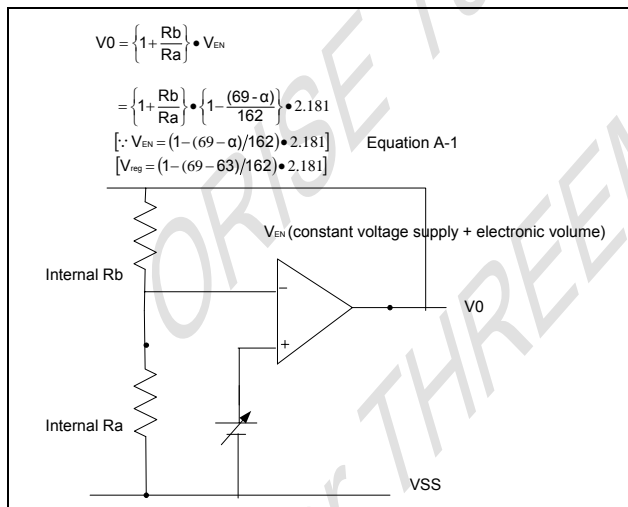 V0 = {1 + Rb/Ra} • VEN
= {1 + Rb/Ra} • {1 - (69 - α)/162} • 2.181
[∵ VEN = (1 – (69 – α)/162) • 2.181] Equation A-1
[Vreg = (1 – (69 – 63)/162) • 2.181]
VEN (constant voltage supply + electronic volume)
Internal Rb
–
V0
+
Internal Ra
VSS
ORISE
THREE